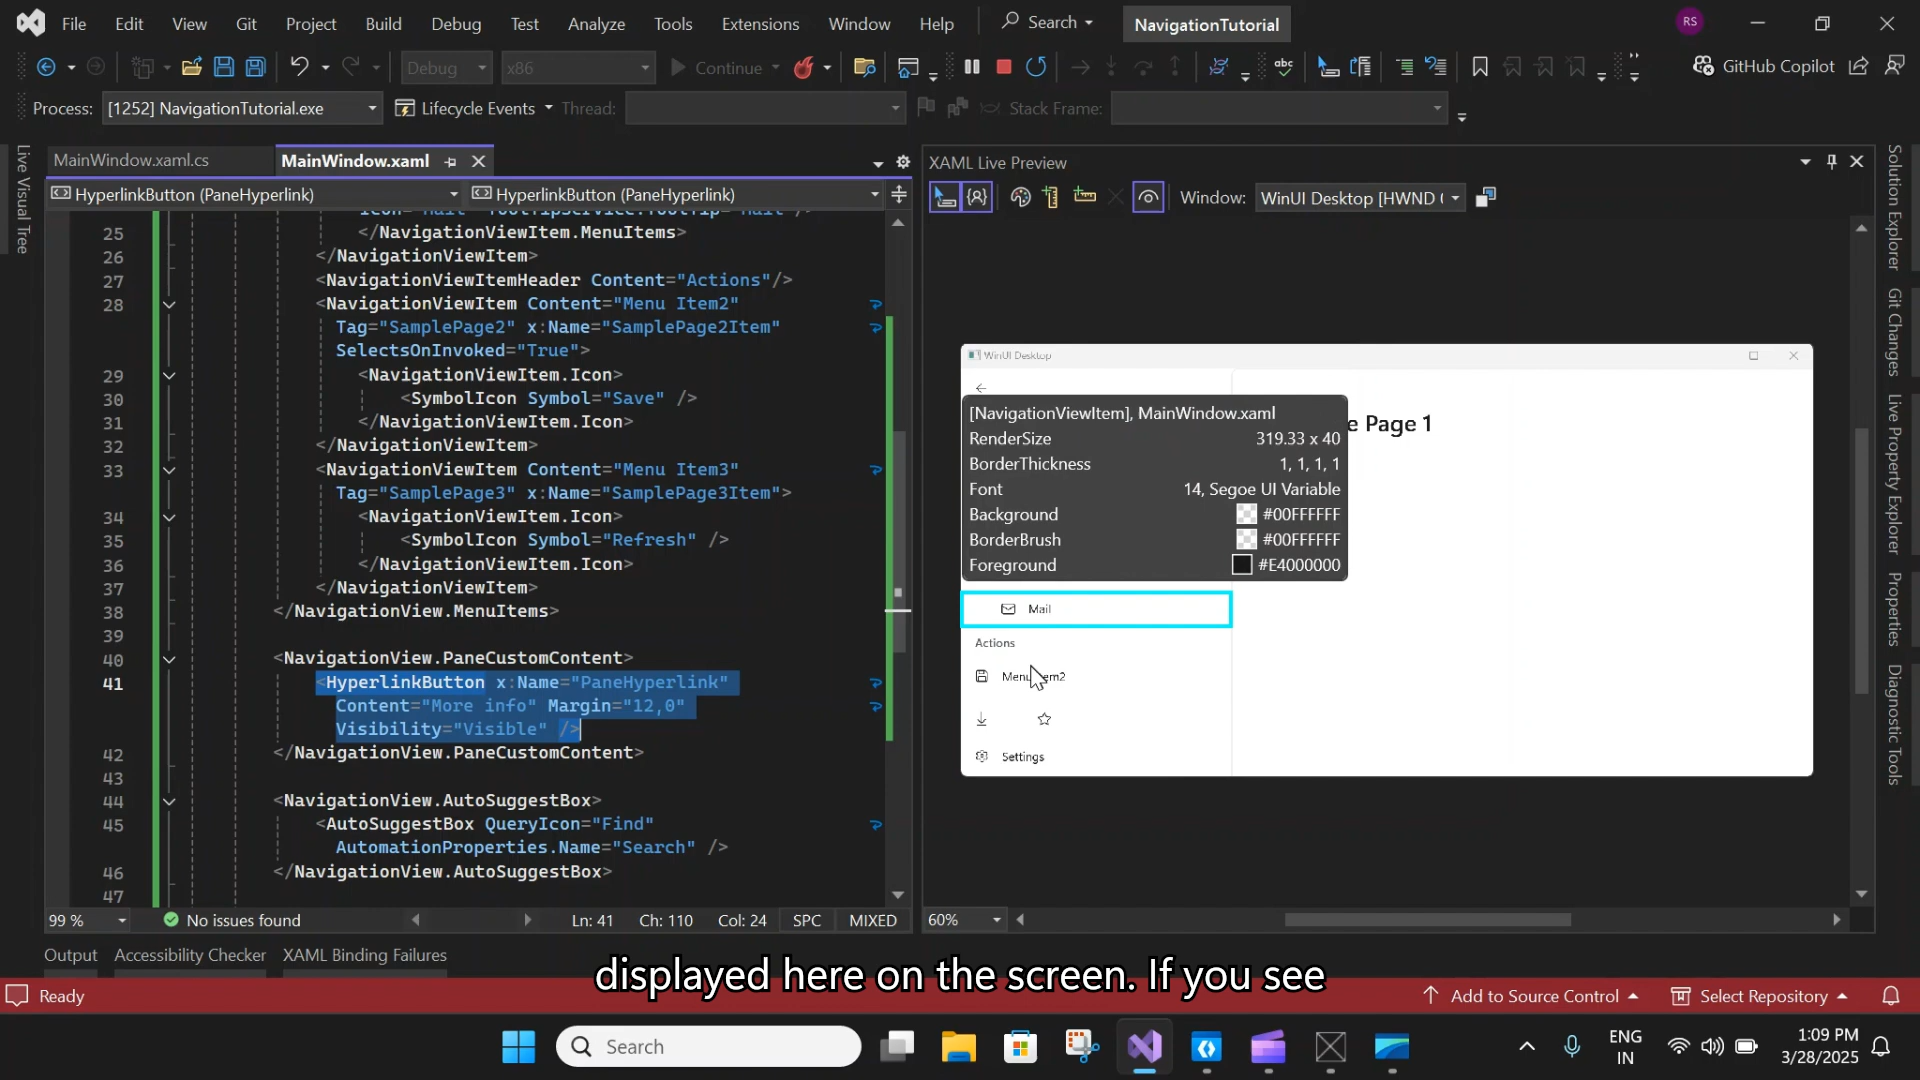 File Edit View Git Project Build Debug Test Analyze Tools Extensions Window Help Search NavigationTutorial RS
Debug x86 Continue abc GitHub Copilot
Process: [1252] NavigationTutorial.exe Lifecycle Events Thread: Stack Frame:
Live Visual Tree
MainWindow.xaml.cs MainWindow.xaml
HyperlinkButton (PaneHyperlink) HyperlinkButton (PaneHyperlink)
25 </NavigationViewItem.MenuItems>
26 </NavigationViewItem>
27 <NavigationViewItemHeader Content="Actions"/>
28 <NavigationViewItem Content="Menu Item2"
Tag="SamplePage2" x:Name="SamplePage2Item"
SelectsOnInvoked="True">
29 <NavigationViewItem.Icon>
30 <SymbolIcon Symbol="Save" />
31 </NavigationViewItem.Icon>
32 </NavigationViewItem>
33 <NavigationViewItem Content="Menu Item3"
Tag="SamplePage3" x:Name="SamplePage3Item">
34 <NavigationViewItem.Icon>
35 <SymbolIcon Symbol="Refresh" />
36 </NavigationViewItem.Icon>
37 </NavigationViewItem>
38 </NavigationView.MenuItems>
39
40 <NavigationView.PaneCustomContent>
41 <HyperlinkButton x:Name="PaneHyperlink"
Content="More info" Margin="12,0"
Visibility="Visible" />
42 </NavigationView.PaneCustomContent>
43
44 <NavigationView.AutoSuggestBox>
45 <AutoSuggestBox QueryIcon="Find"
AutomationProperties.Name="Search" />
46 </NavigationView.AutoSuggestBox>
47
99 % No issues found Ln: 41 Ch: 110 Col: 24 SPC MIXED
XAML Live Preview
Window: WinUI Desktop [HWND
WinUI Desktop
[NavigationViewItem], MainWindow.xaml
RenderSize 319.33 x 40
BorderThickness 1, 1, 1, 1
Font 14, Segoe UI Variable
Background #00FFFFFF
BorderBrush #00FFFFFF
Foreground #E4000000
e Page 1
Mail
Actions
Menu Item2
Settings
60%
Solution Explorer
Git Changes
Live Property Explorer
Properties
Diagnostic Tools
Output Accessibility Checker XAML Binding Failures
displayed here on the screen. If you see
Ready Add to Source Control Select Repository
Search
ENG
IN
1:09 PM
3/28/2025